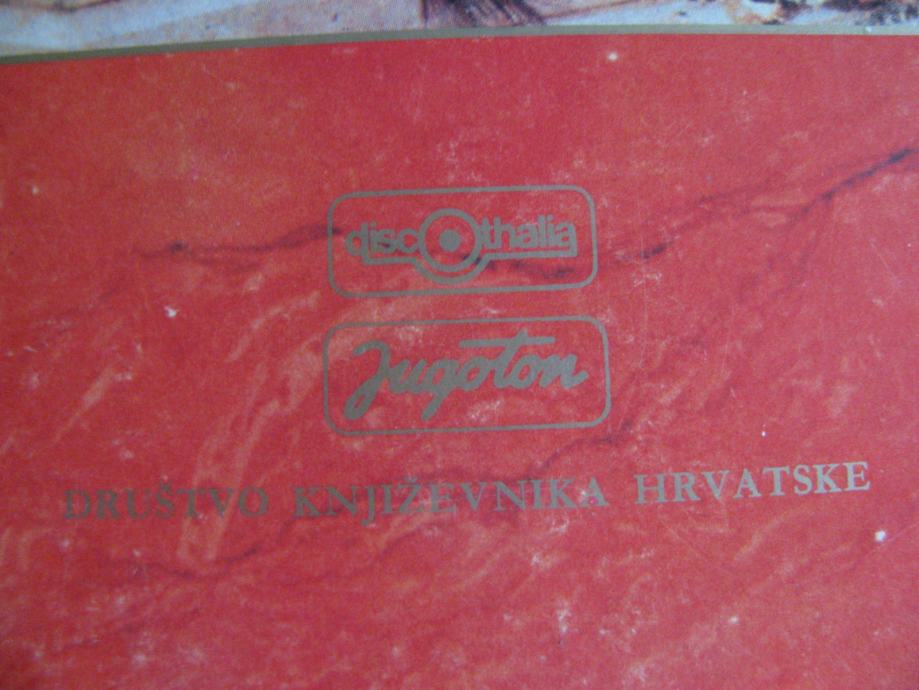 discothalia
Jugoton
DRUŠTVO KNJIŽEVNIKA HRVATSKE